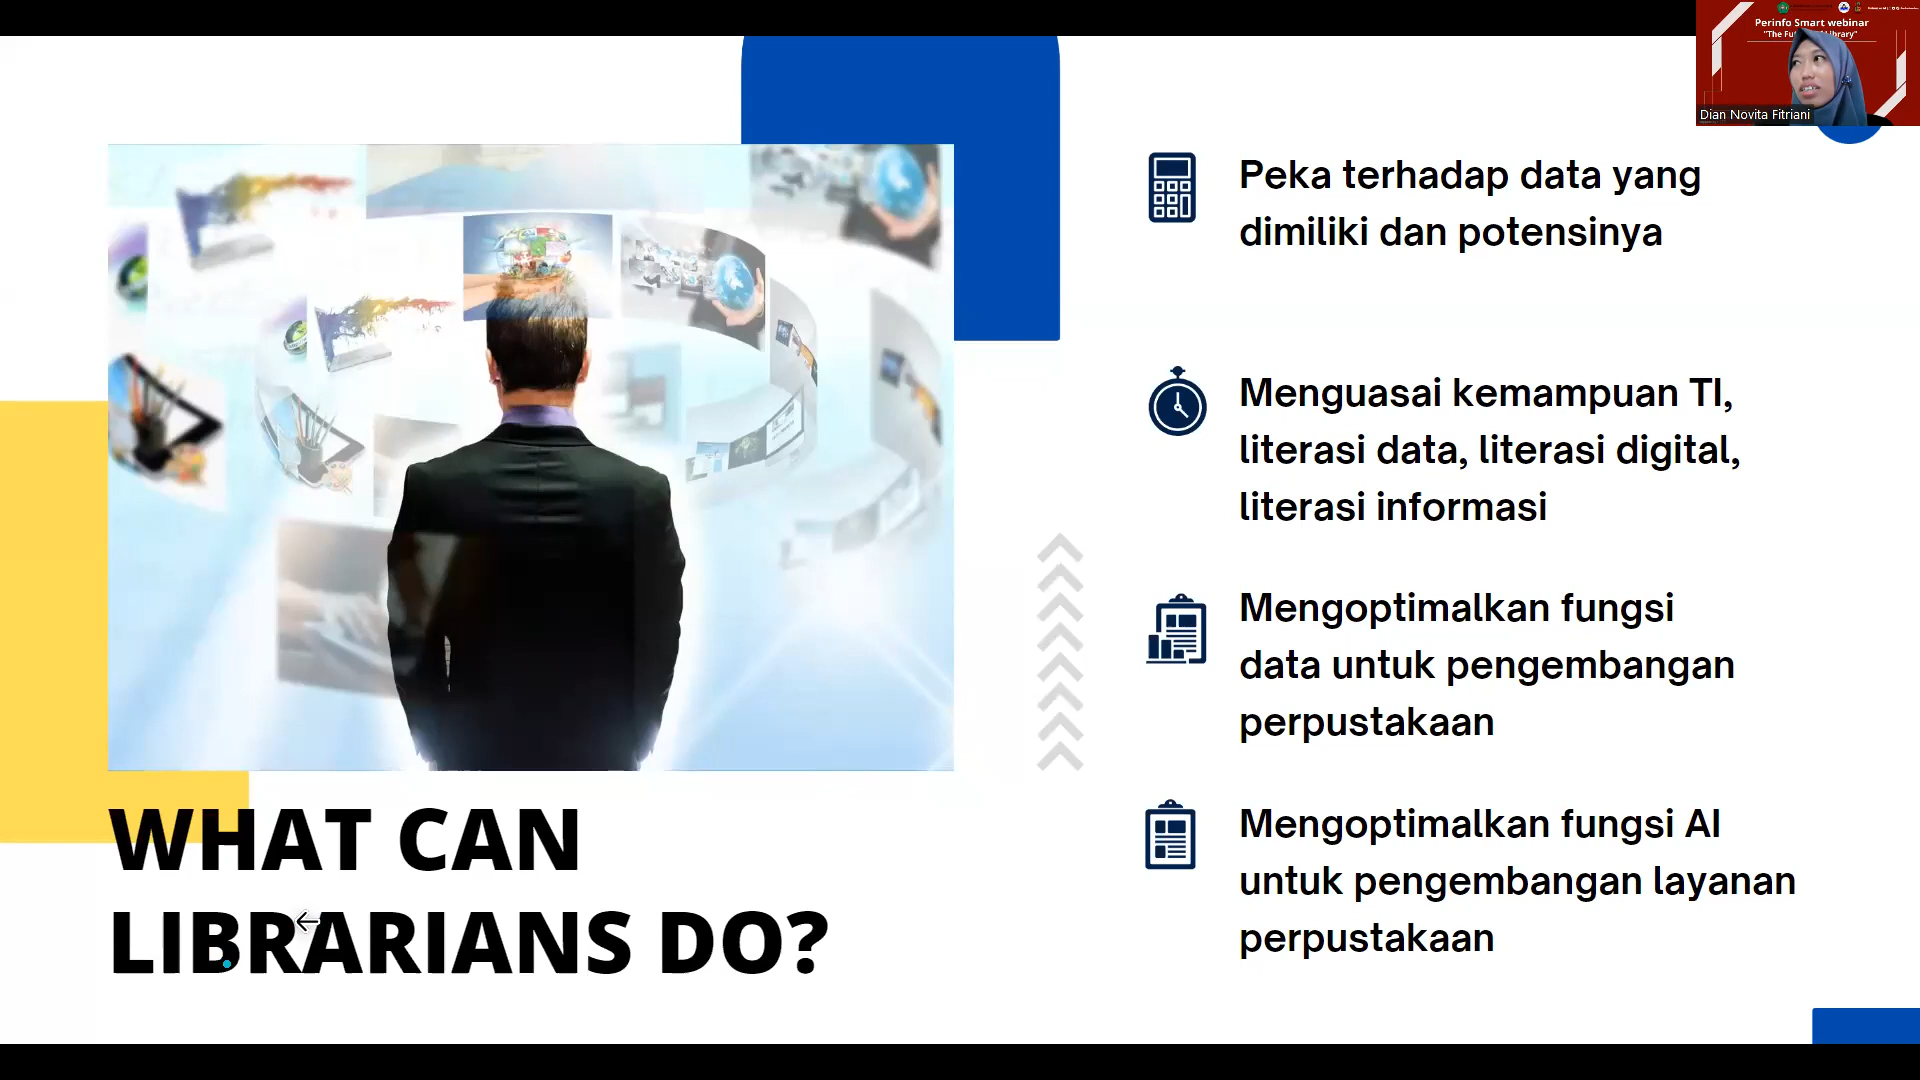 Perinfo Smart webinar
Dian Novita Fitriani
Peka terhadap data yang
dimiliki dan potensinya
Menguasai kemampuan TI,
literasi data, literasi digital,
literasi informasi
Mengoptimalkan fungsi
data untuk pengembangan
perpustakaan
Mengoptimalkan fungsi AI
untuk pengembangan layanan
perpustakaan
WHAT CAN
LIBRARIANS DO?